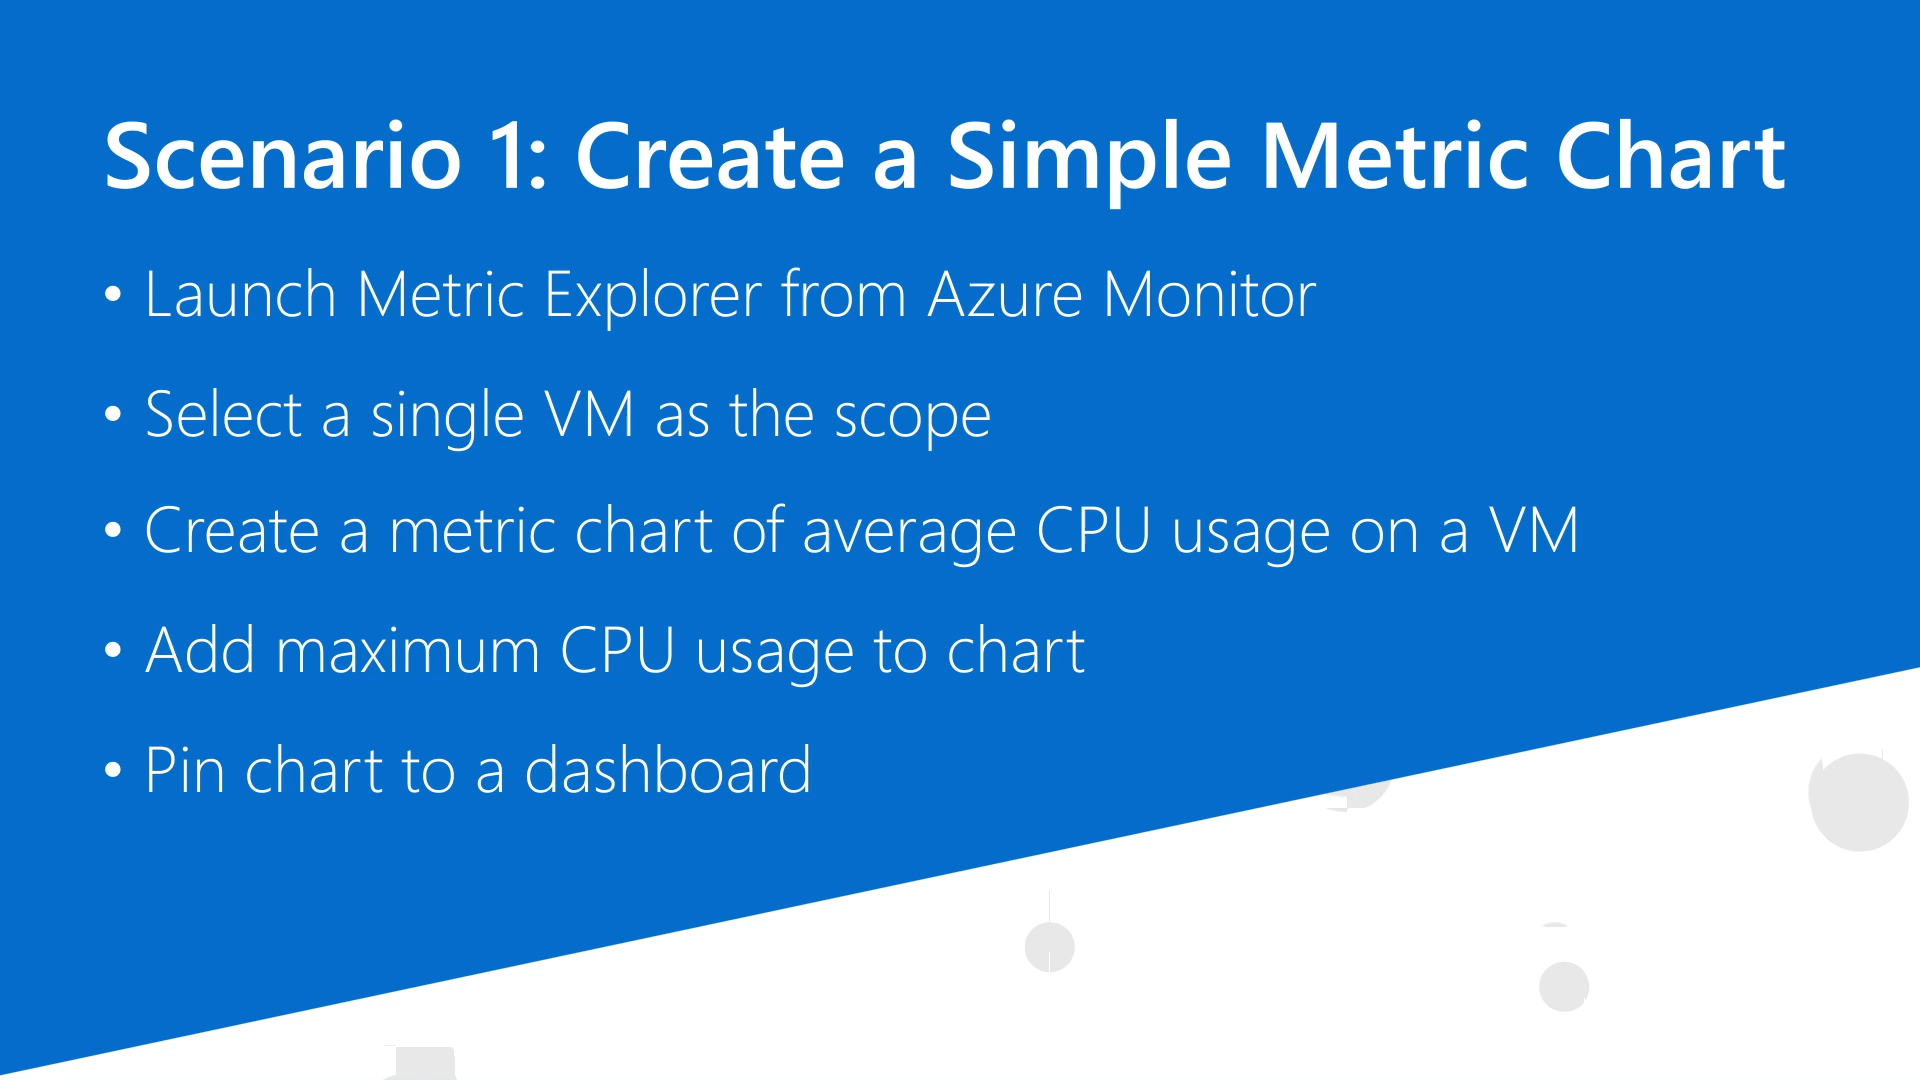 Scenario 1: Create a Simple Metric Chart
• Launch Metric Explorer from Azure Monitor
• Select a single VM as the scope
• Create a metric chart of average CPU usage on a VM
• Add maximum CPU usage to chart
• Pin chart to a dashboard